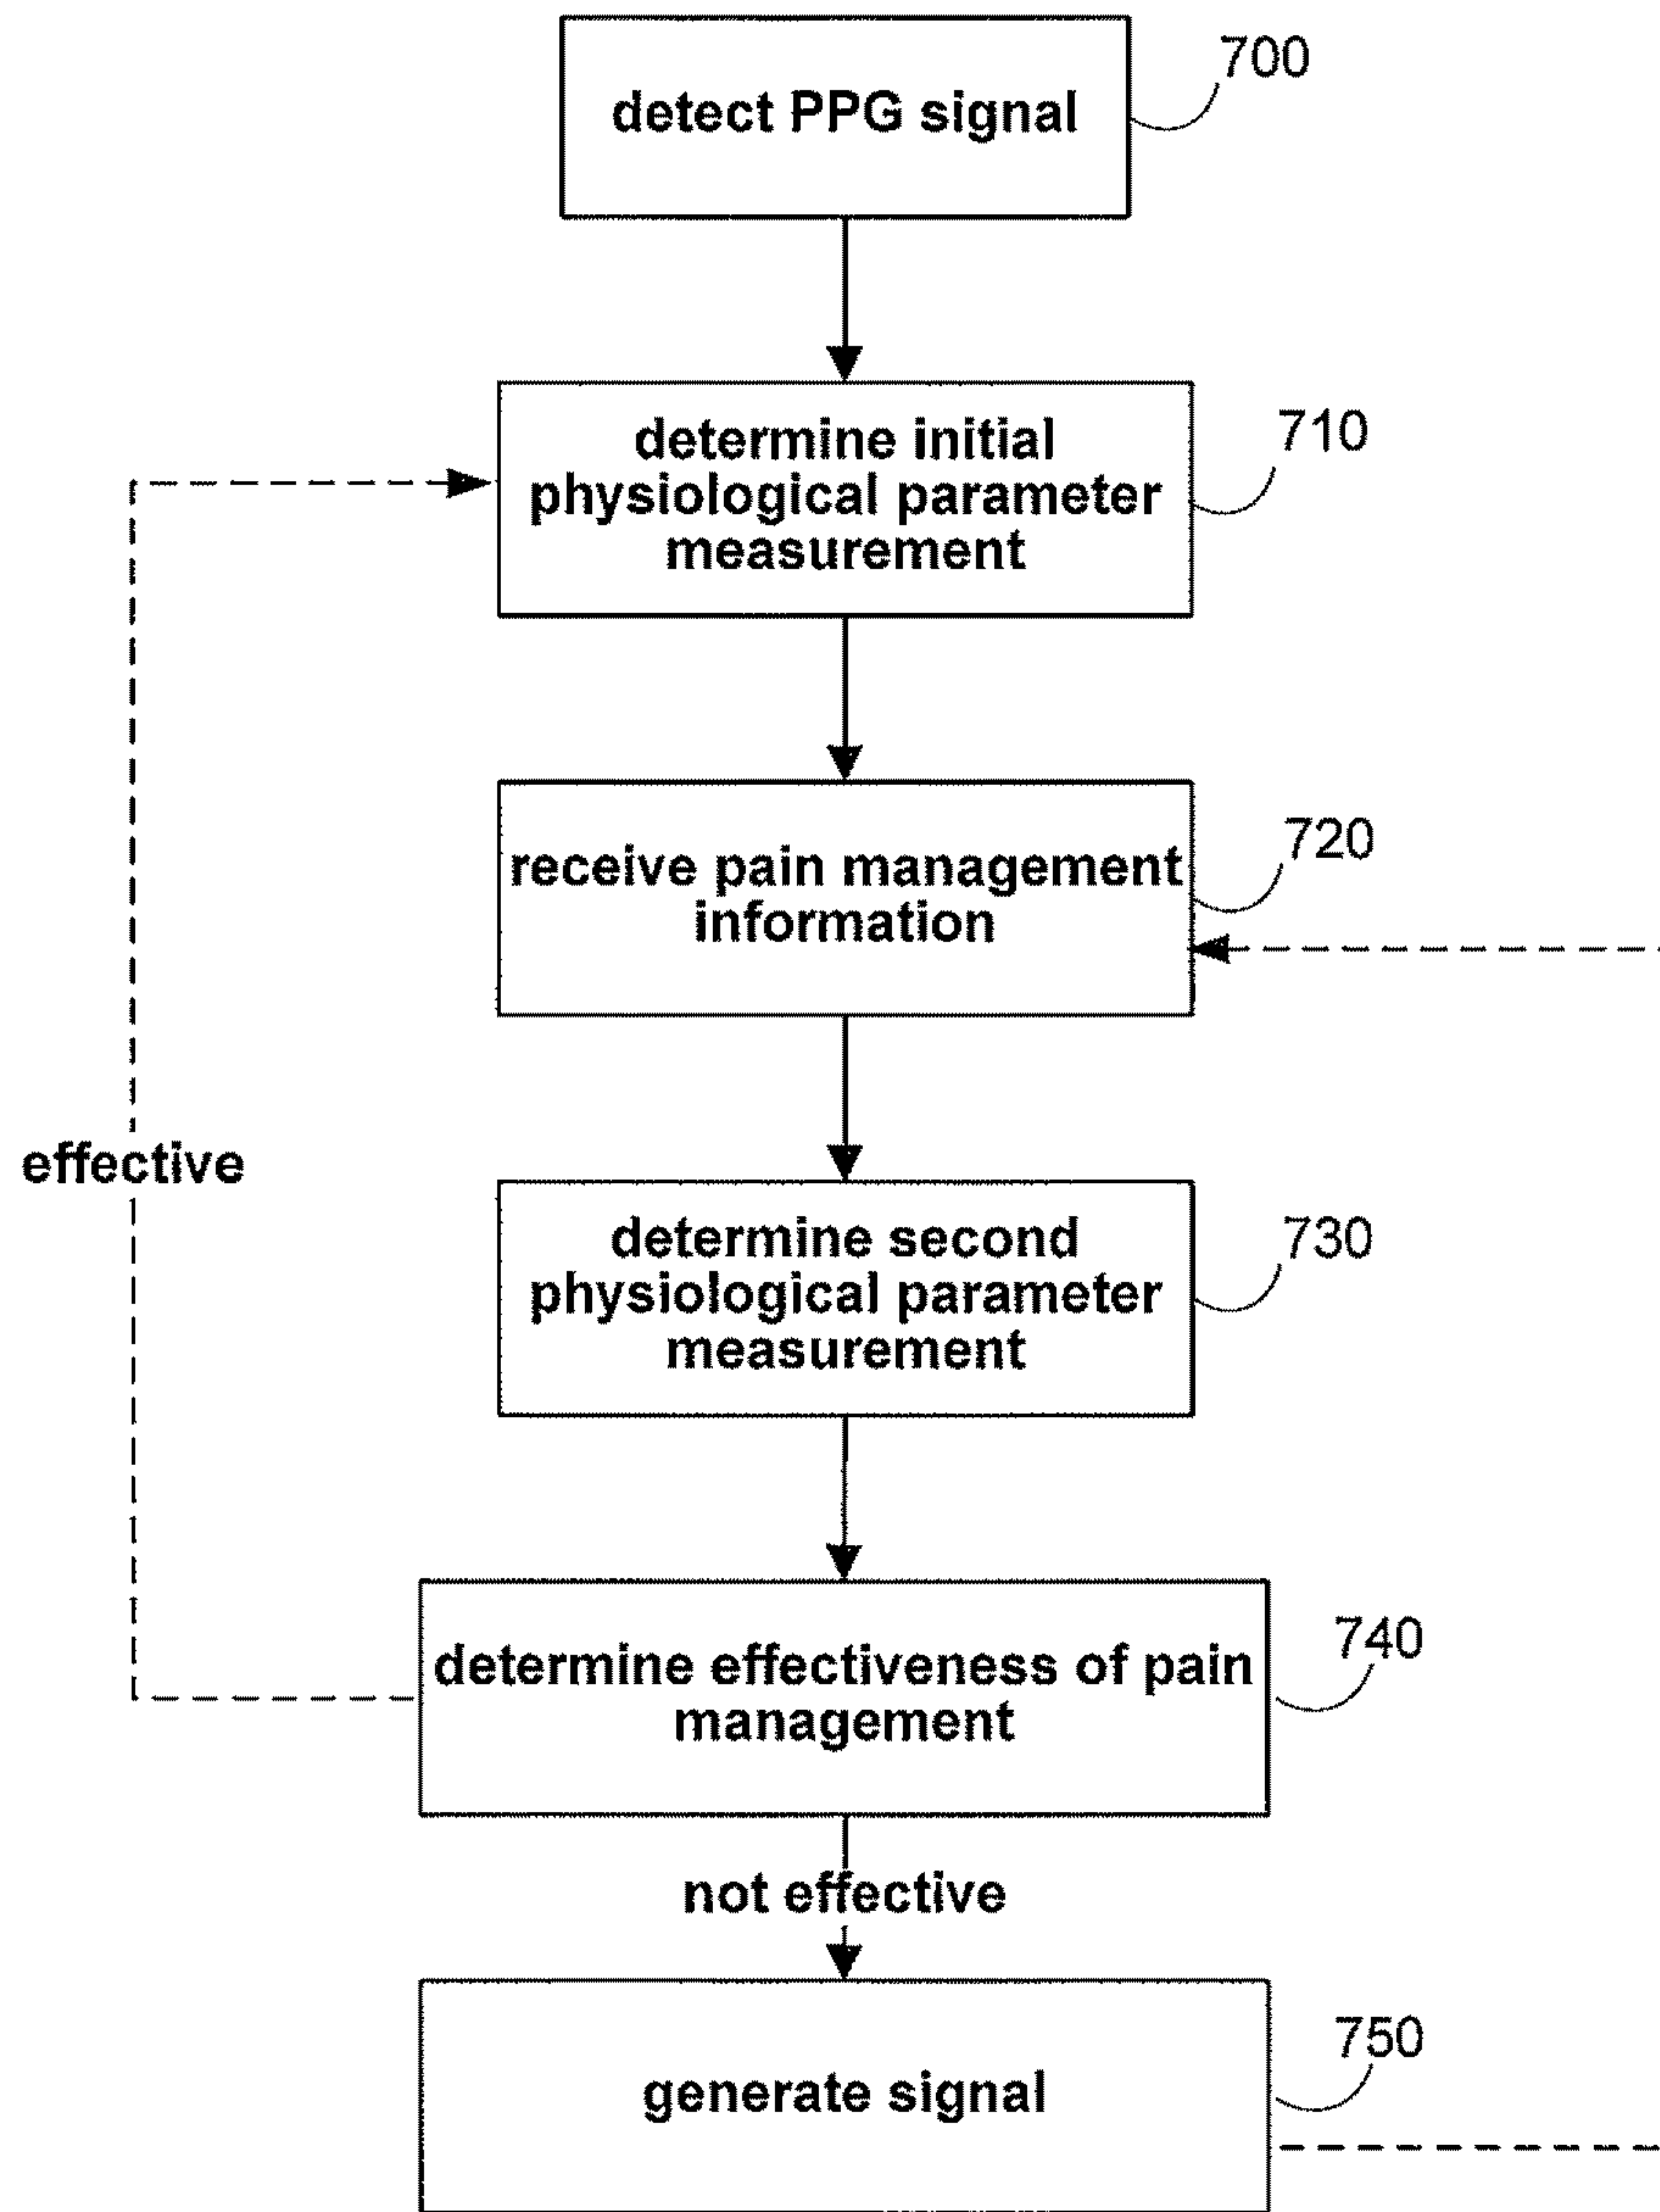 detect PPG signal
700
determine initial
physiological parameter
measurement
710
receive pain management
information
720
effective
determine second
physiological parameter
measurement
730
determine effectiveness of pain
management
740
not effective
generate signal
750